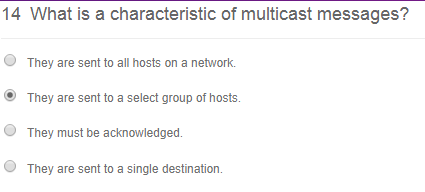 14 What is a characteristic of multicast messages?
They are sent to all hosts on a network.
They are sent to a select group of hosts.
They must be acknowledged.
They are sent to a single destination.